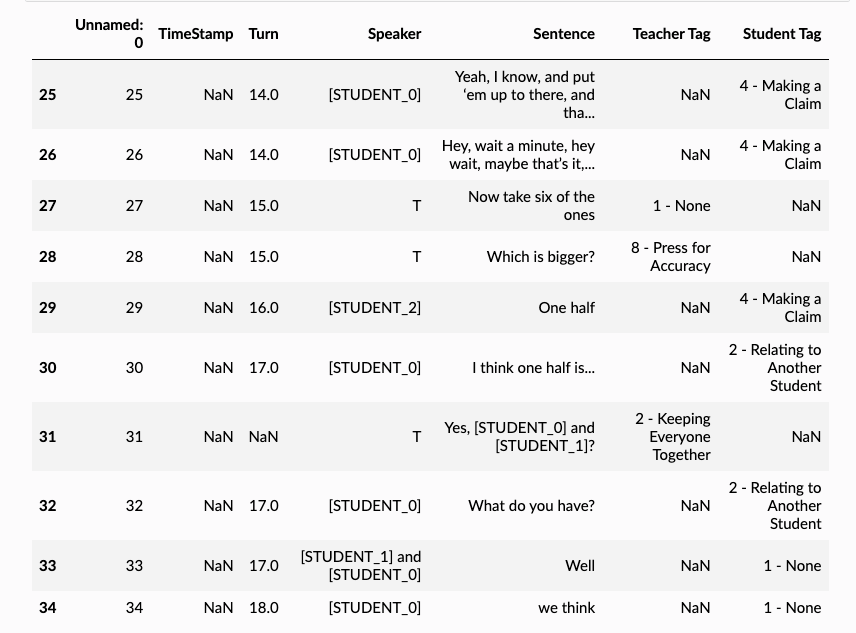 Unnamed: 0 TimeStamp Turn Speaker Sentence Teacher Tag Student Tag
25 25 NaN 14.0 [STUDENT_0] Yeah, I know, and put ‘em up to there, and tha... NaN 4 - Making a Claim
26 26 NaN 14.0 [STUDENT_0] Hey, wait a minute, hey wait, maybe that’s it,... NaN 4 - Making a Claim
27 27 NaN 15.0 T Now take six of the ones 1 - None NaN
28 28 NaN 15.0 T Which is bigger? 8 - Press for Accuracy NaN
29 29 NaN 16.0 [STUDENT_2] One half NaN 4 - Making a Claim
30 30 NaN 17.0 [STUDENT_0] I think one half is... NaN 2 - Relating to Another Student
31 31 NaN NaN T Yes, [STUDENT_0] and [STUDENT_1]? 2 - Keeping Everyone Together NaN
32 32 NaN 17.0 [STUDENT_0] What do you have? NaN 2 - Relating to Another Student
33 33 NaN 17.0 [STUDENT_1] and [STUDENT_0] Well NaN 1 - None
34 34 NaN 18.0 [STUDENT_0] we think NaN 1 - None